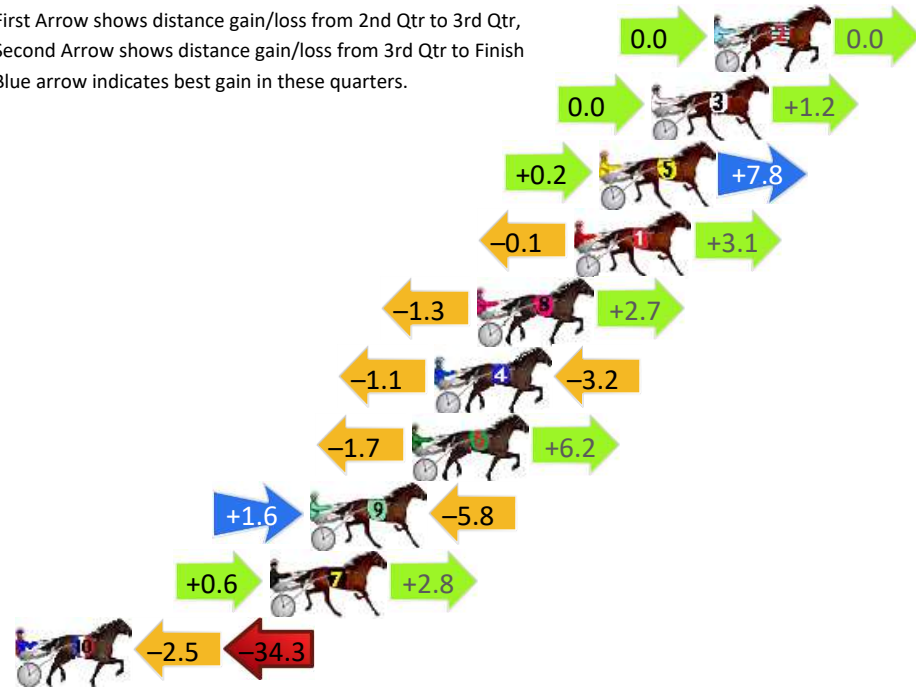 First Arrow shows distance gain/loss from 2nd Qtr to 3rd Qtr,
Second Arrow shows distance gain/loss from 3rd Qtr to Finish
Blue arrow indicates best gain in these quarters.
0.0 2 0.0
0.0 3 +1.2
+0.2 5 +7.8
–0.1 1 +3.1
–1.3 8 +2.7
–1.1 4 –3.2
–1.7 6 +6.2
+1.6 9 –5.8
+0.6 7 +2.8
10 –2.5 –34.3